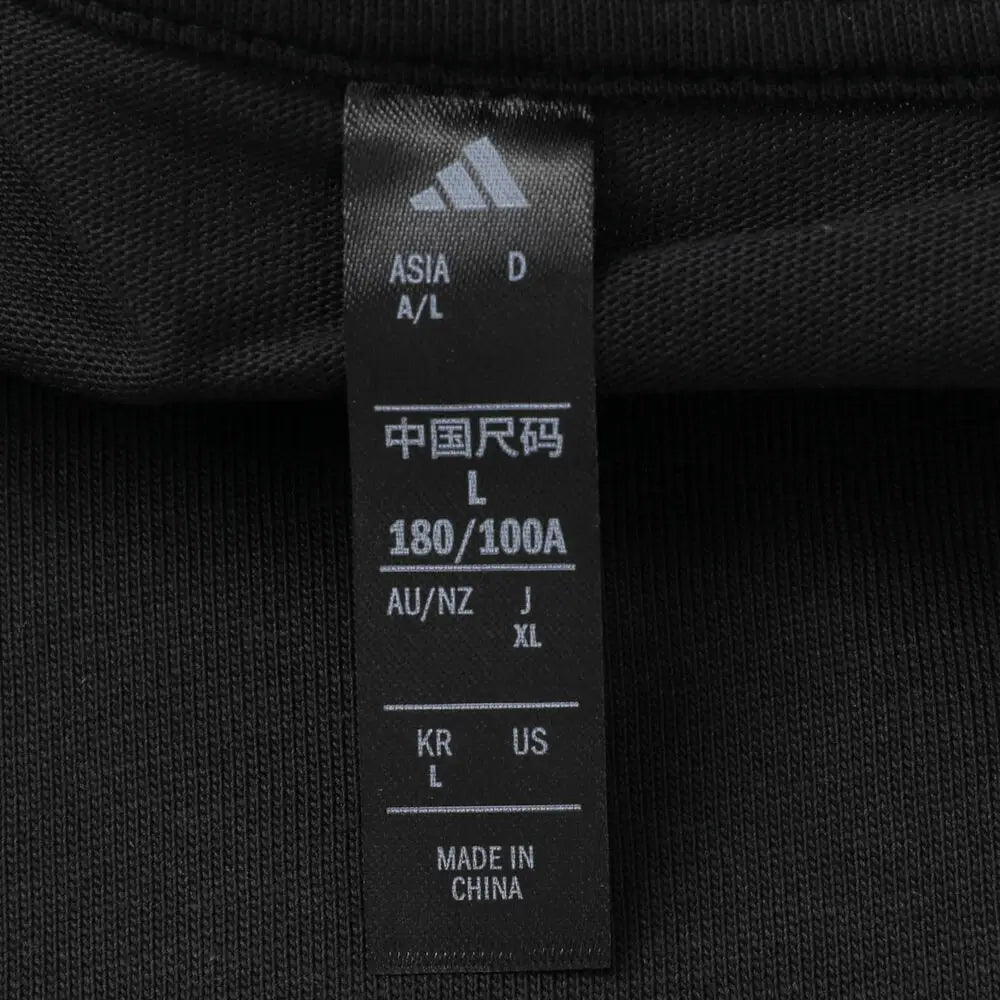 ASIA D
A/L
中国尺码
L
180/100A
AU/NZ J
XL
KR US
L
MADE IN
CHINA